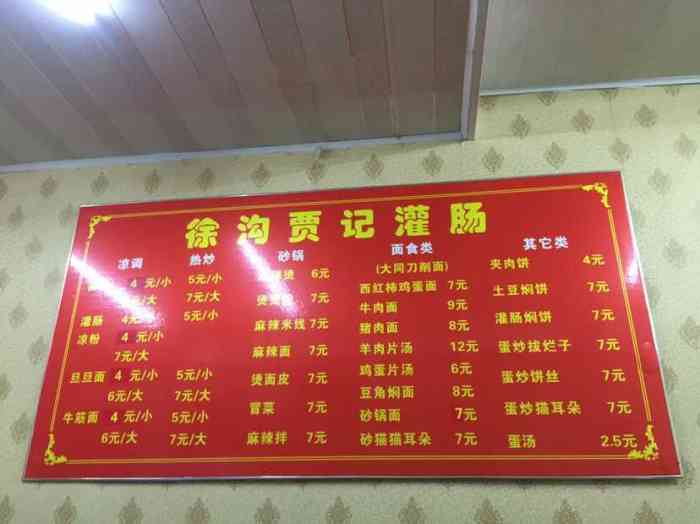 徐沟贾记灌肠
凉调 热炒 砂锅 面食类 其它类
(大同刀削面)
4元/小 5元/小 烫 6元 西红柿鸡蛋面 7元 夹肉饼 4元
元/大 7元/大 7元 牛肉面 9元 土豆焖饼 7元
灌肠 4元 5元/小 麻辣米线 7元 猪肉面 8元 灌肠焖饼 7元
凉粉 4元/小 麻辣面 7元 羊肉片汤 12元 蛋炒拔烂子 7元
7元/大
旦旦面 4元/小 5元/小 烫面皮 7元 鸡蛋片汤 6元 蛋炒饼丝 7元
6元/大 7元/大 冒菜 7元 豆角焖面 8元 蛋炒猫耳朵 7元
牛筋面 4元/小 5元/小 砂锅面 7元
6元/大 7元/大 麻辣拌 7元 砂猫猫耳朵 7元 蛋汤 2.5元